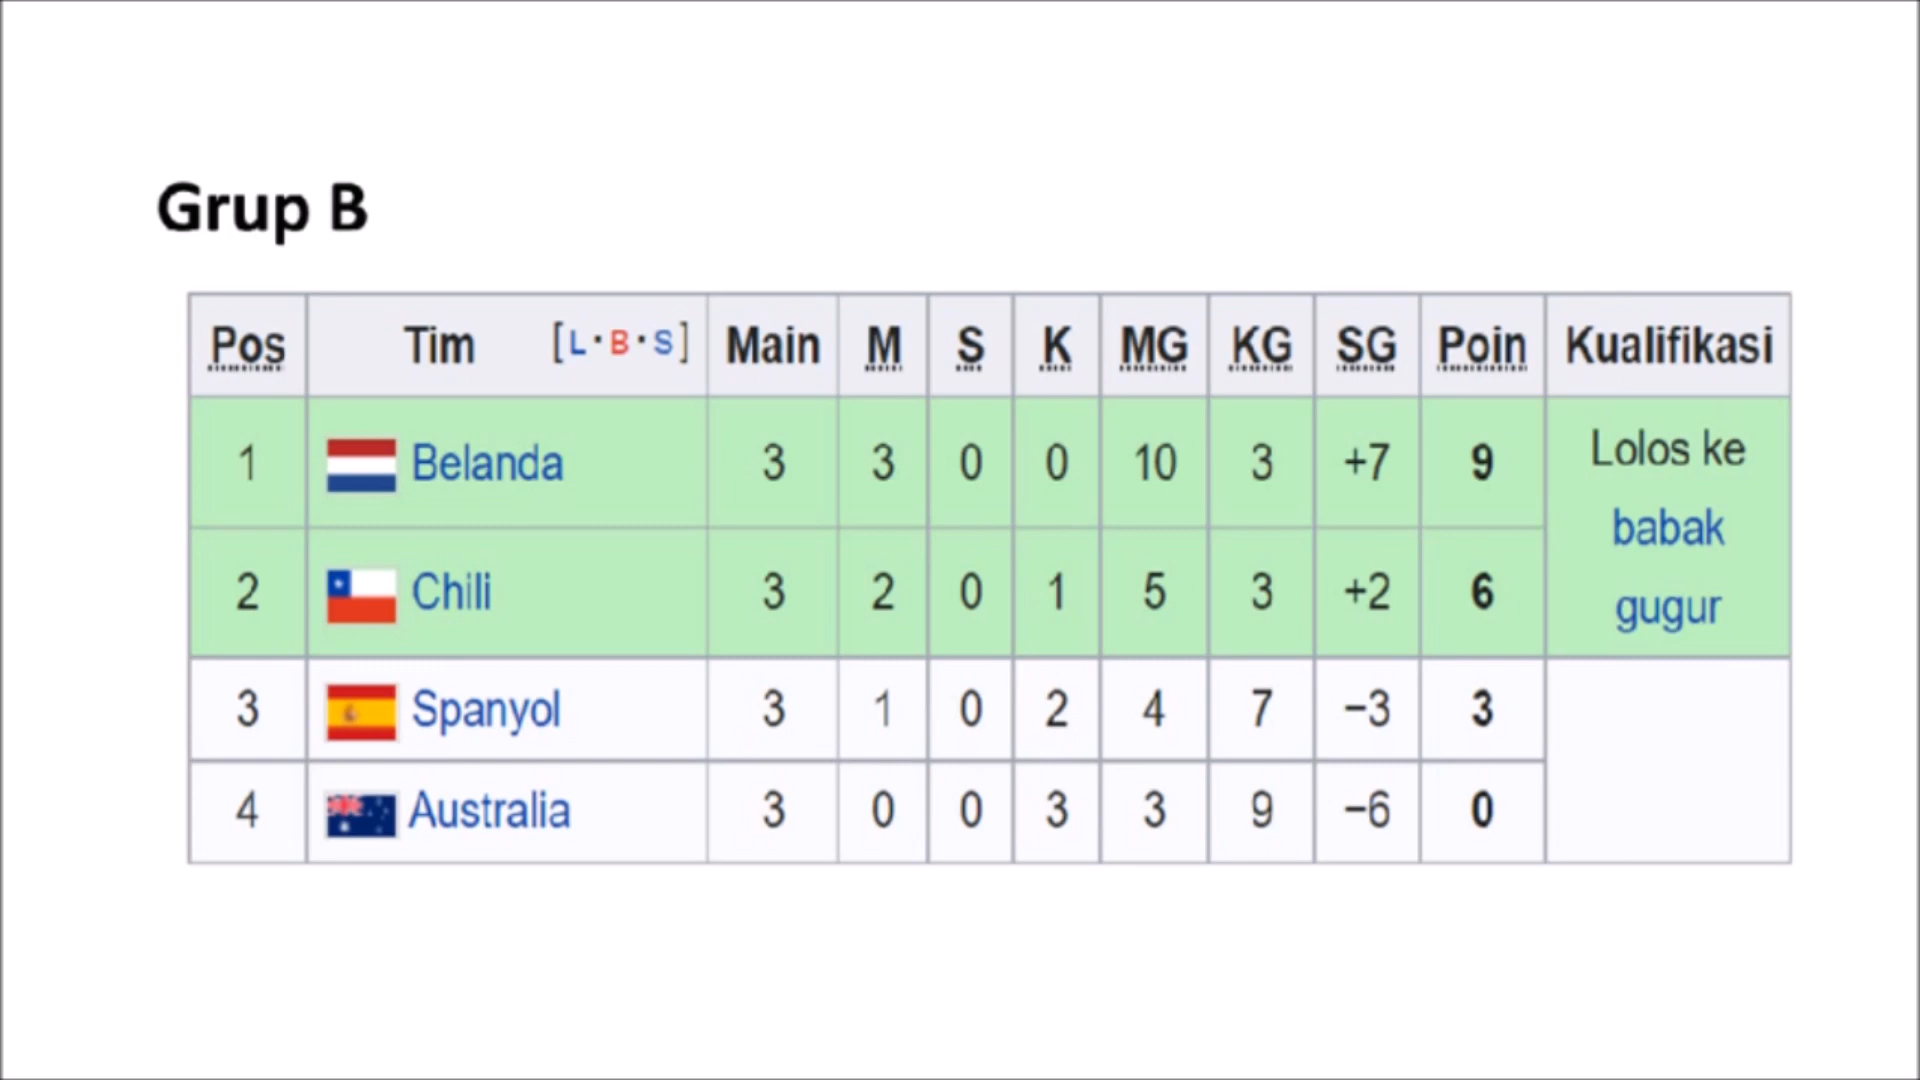 Grup B
Pos Tim [L·B·S] Main M S K MG KG SG Poin Kualifikasi
1 Belanda 3 3 0 0 10 3 +7 9 Lolos ke babak gugur
2 Chili 3 2 0 1 5 3 +2 6
3 Spanyol 3 1 0 2 4 7 −3 3
4 Australia 3 0 0 3 3 9 −6 0